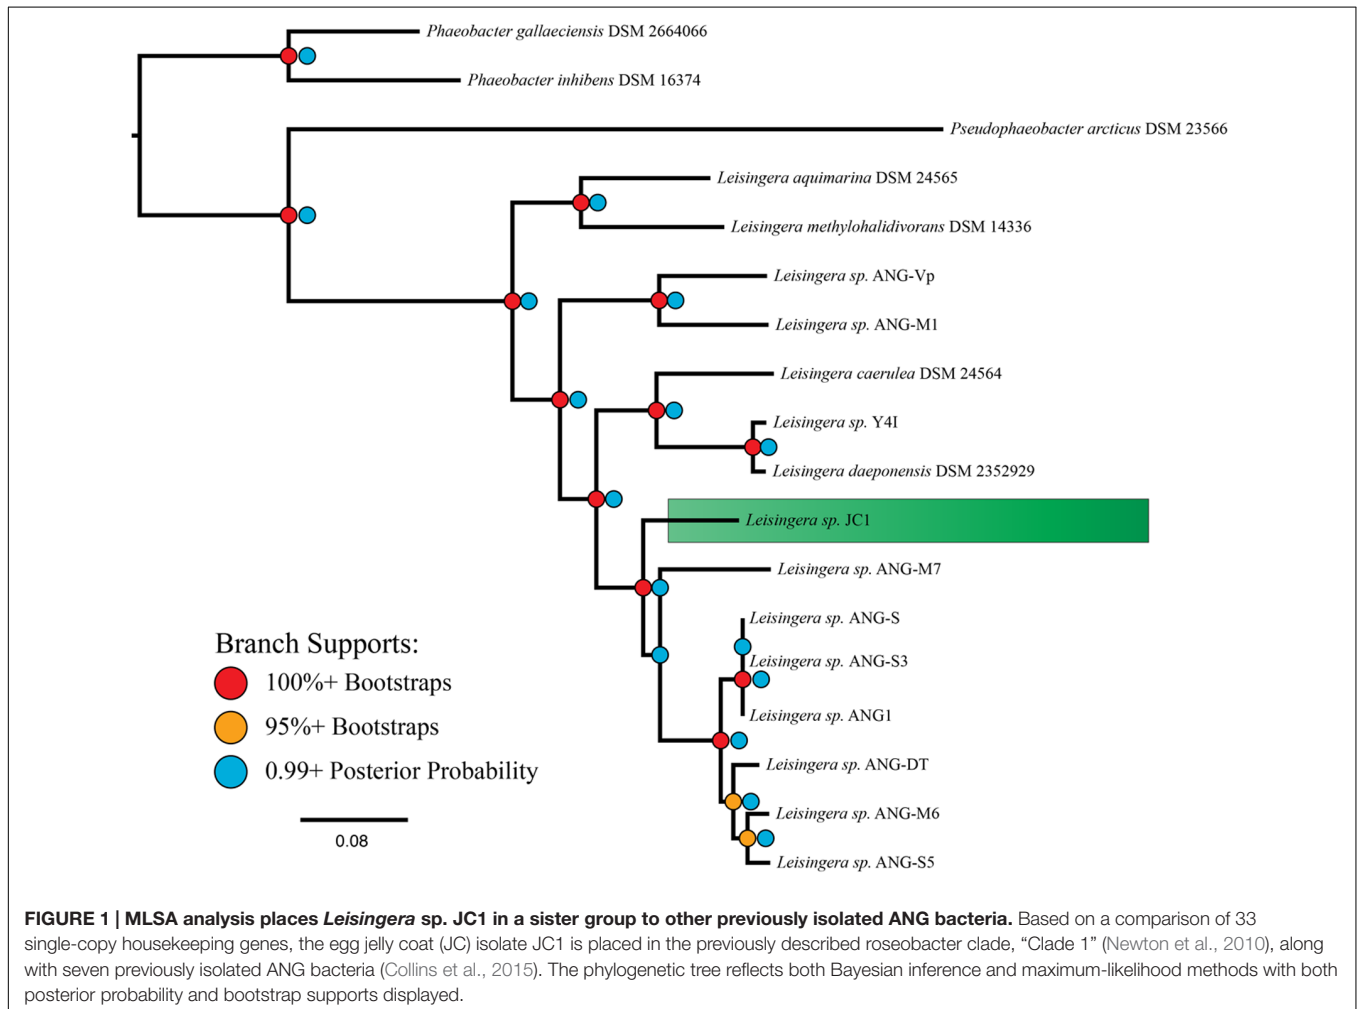 Phaeobacter gallaeciensis DSM 2664066
Phaeobacter inhibens DSM 16374
Pseudophaeobacter arcticus DSM 23566
Leisingera aquimarina DSM 24565
Leisingera methylohalidivorans DSM 14336
Leisingera sp. ANG-Vp
Leisingera sp. ANG-M1
Leisingera caerulea DSM 24564
Leisingera sp. Y4I
Leisingera daeponensis DSM 2352929
Leisingera sp. JC1
Leisingera sp. ANG-M7
Leisingera sp. ANG-S
Leisingera sp. ANG-S3
Leisingera sp. ANG1
Leisingera sp. ANG-DT
Leisingera sp. ANG-M6
Leisingera sp. ANG-S5
Branch Supports:
100%+ Bootstraps
95%+ Bootstraps
0.99+ Posterior Probability
0.08
FIGURE 1 | MLSA analysis places Leisingera sp. JC1 in a sister group to other previously isolated ANG bacteria. Based on a comparison of 33
single-copy housekeeping genes, the egg jelly coat (JC) isolate JC1 is placed in the previously described roseobacter clade, “Clade 1” (Newton et al., 2010), along
with seven previously isolated ANG bacteria (Collins et al., 2015). The phylogenetic tree reflects both Bayesian inference and maximum-likelihood methods with both
posterior probability and bootstrap supports displayed.